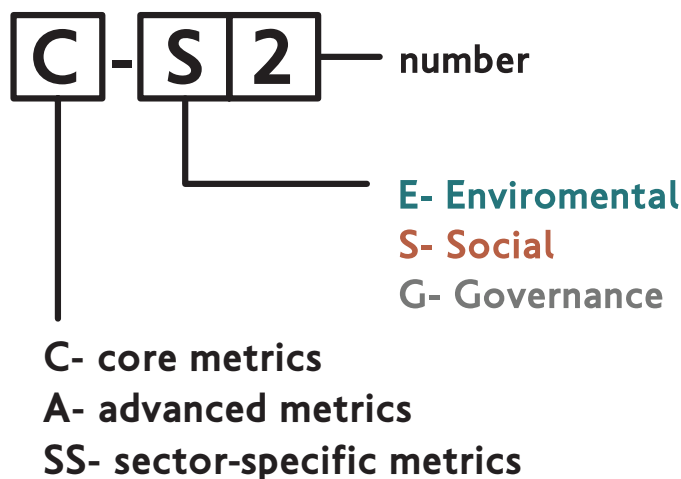 C-S2
number
E- Enviromental
S- Social
G- Governance
C- core metrics
A- advanced metrics
SS- sector-specific metrics